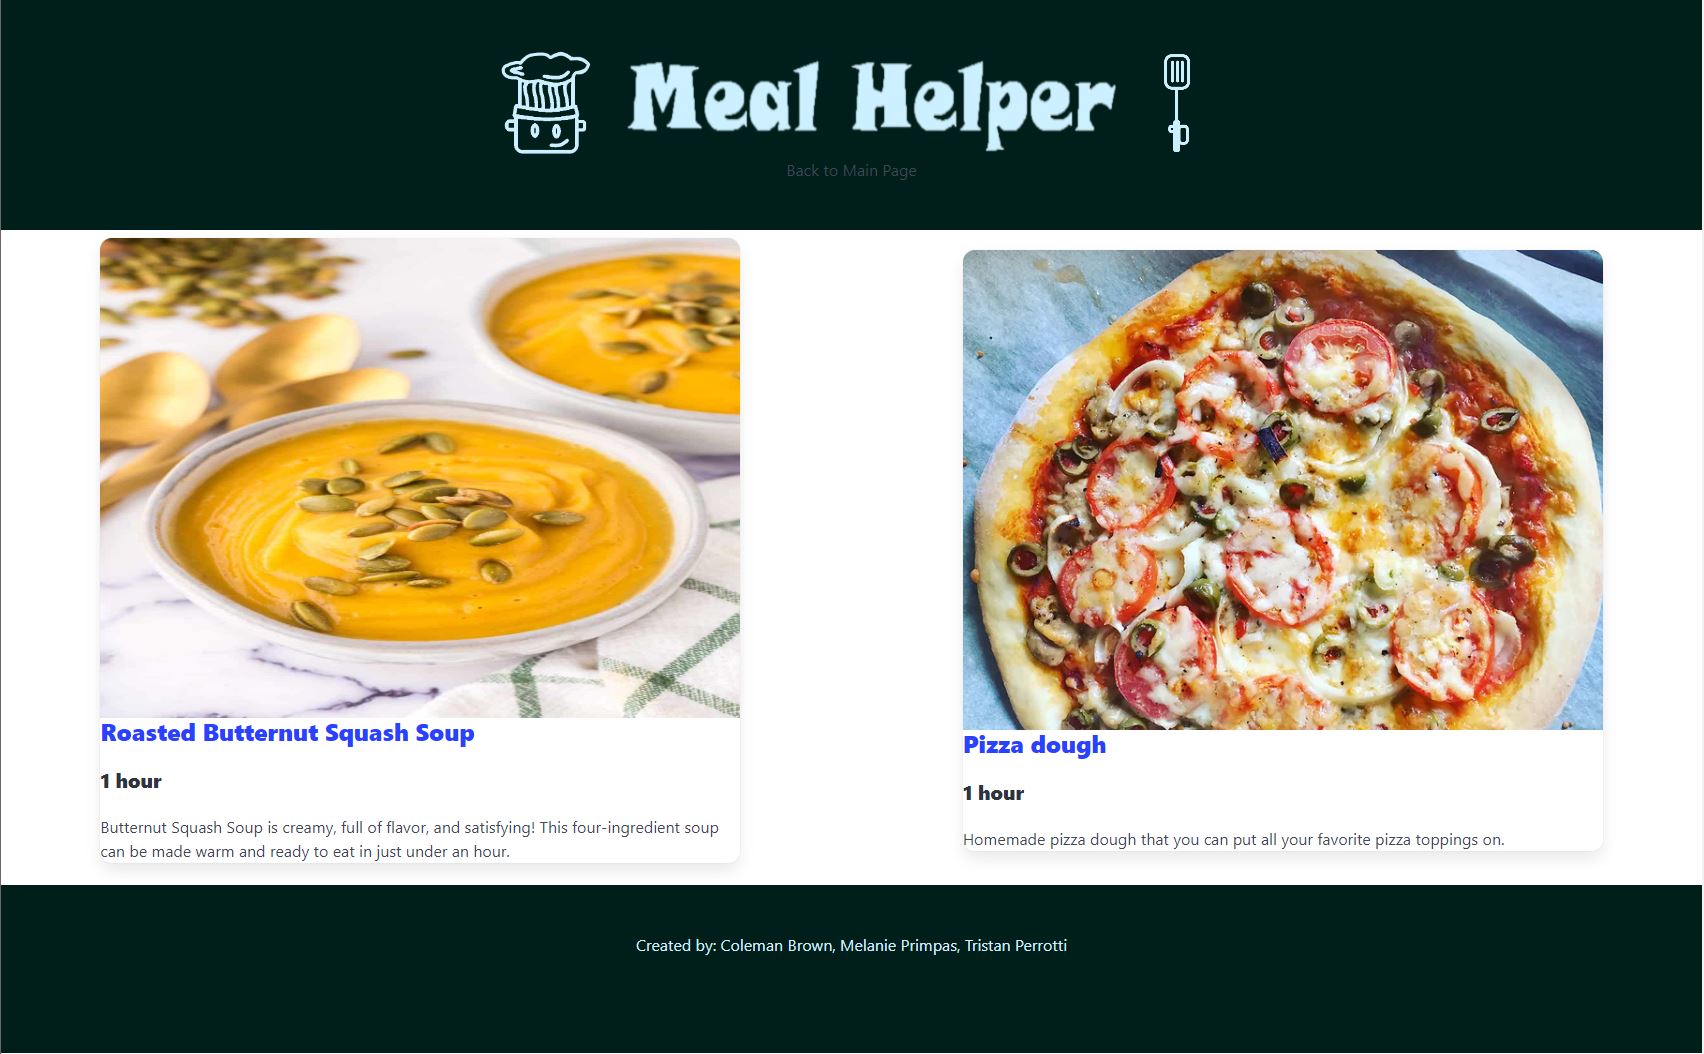 Meal Helper
Back to Main Page
Roasted Butternut Squash Soup
1 hour
Butternut Squash Soup is creamy, full of flavor, and satisfying! This four-ingredient soup
can be made warm and ready to eat in just under an hour.
Pizza dough
1 hour
Homemade pizza dough that you can put all your favorite pizza toppings on.
Created by: Coleman Brown, Melanie Primpas, Tristan Perrotti